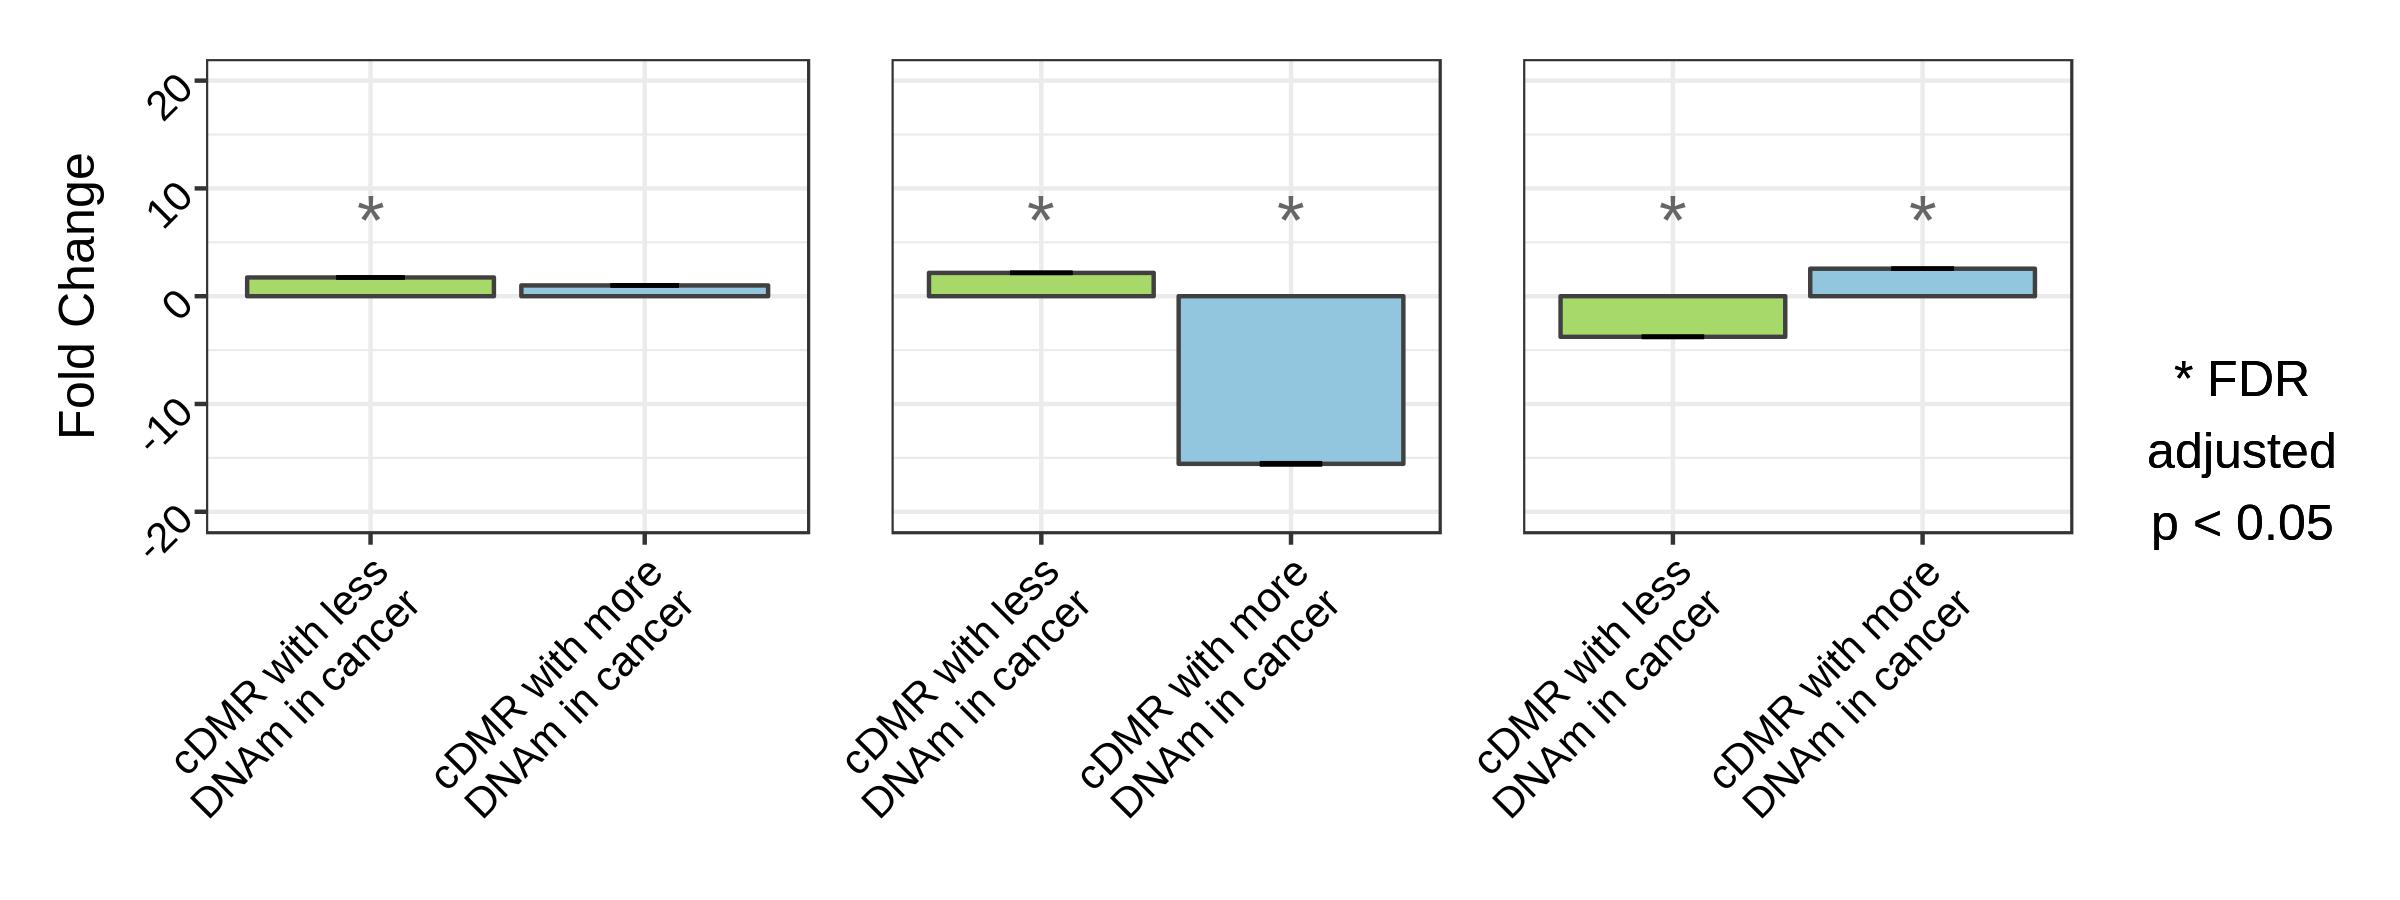 Fold Change
20
10
0
-10
-20
*
*
*
*
*
cDMR with less
DNAm in cancer
cDMR with more
DNAm in cancer
cDMR with less
DNAm in cancer
cDMR with more
DNAm in cancer
cDMR with less
DNAm in cancer
cDMR with more
DNAm in cancer
* FDR
adjusted
p < 0.05